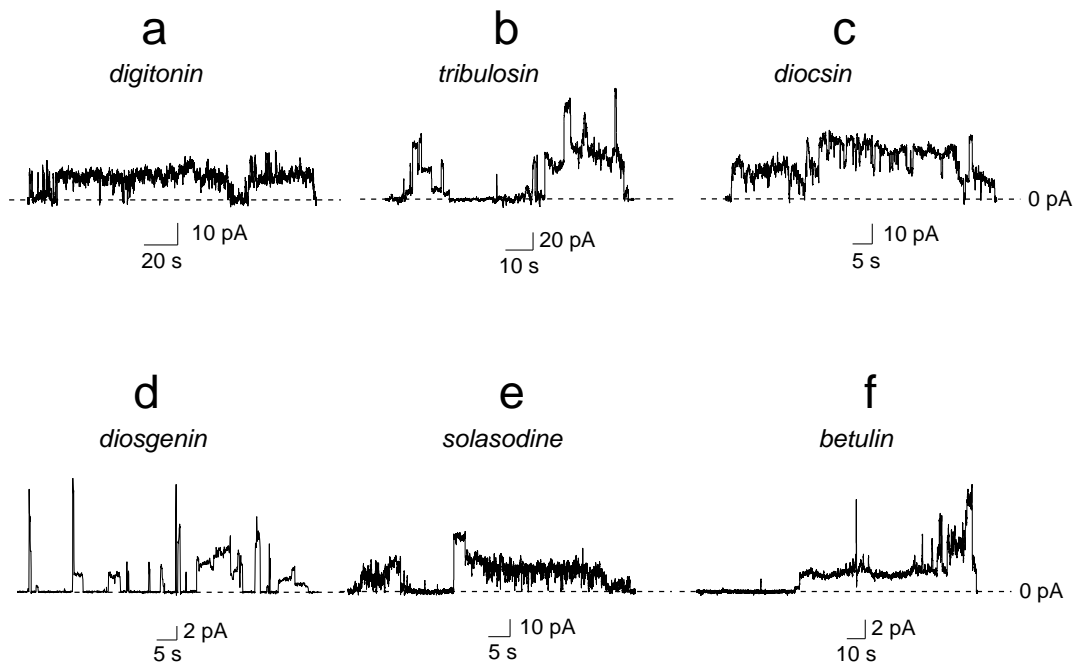 a b c
digitonin tribulosin diocsin
0 pA
10 pA 20 pA 10 pA
20 s 10 s 5 s
d e f
diosgenin solasodine betulin
0 pA
2 pA 10 pA 2 pA
5 s 5 s 10 s